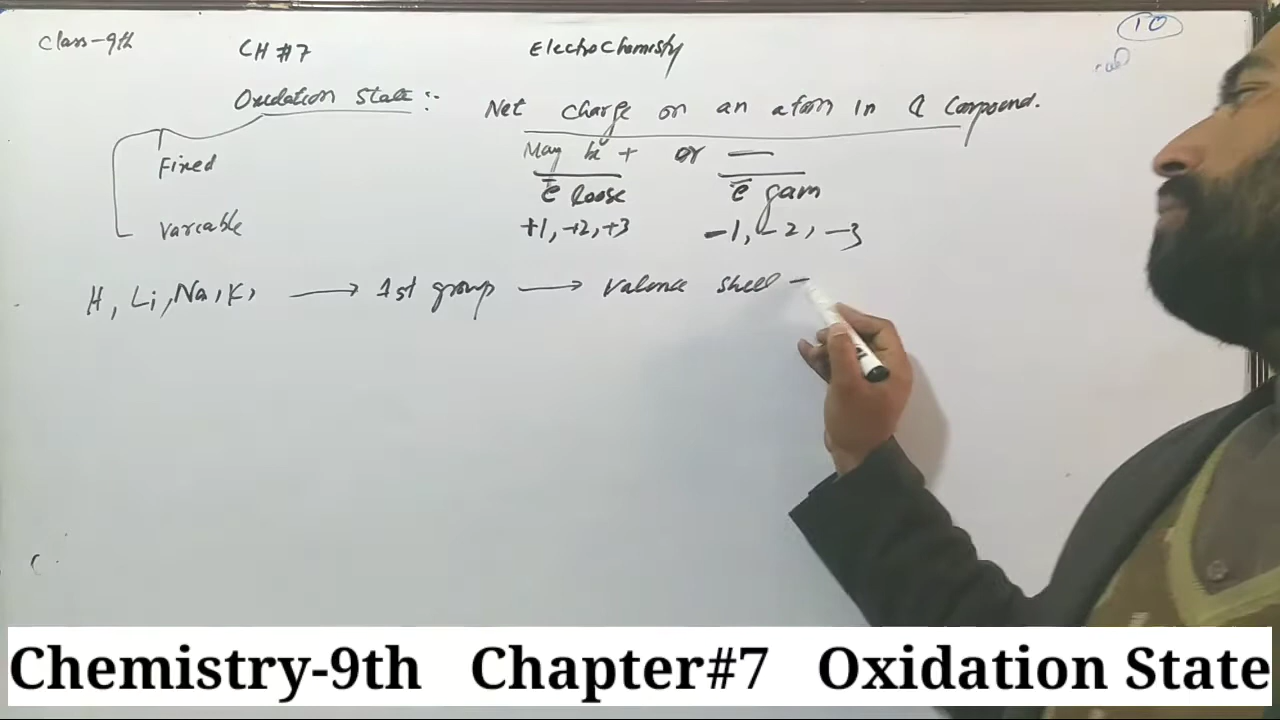 Class-9th CH #7 ElectroChemistry 10
Oxidation State :- Net charge on an atom in a Compound.
Fixed May be + or —
ē loose ē gain
Variable +1, +2, +3 -1, -2, -3
H, Li, Na, K, → 1st group → Valence shell -
Chemistry-9th Chapter#7 Oxidation State